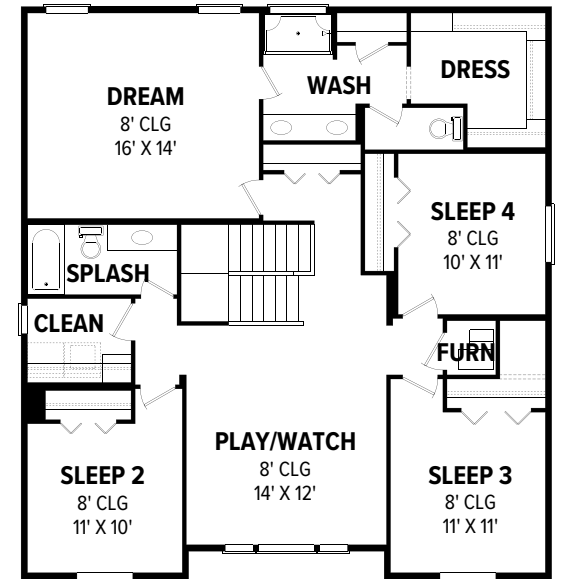 DREAM
8' CLG
16' X 14'
WASH
DRESS
SLEEP 4
8' CLG
10' X 11'
SPLASH
CLEAN
FURN
PLAY/WATCH
8' CLG
14' X 12'
SLEEP 2
8' CLG
11' X 10'
SLEEP 3
8' CLG
11' X 11'